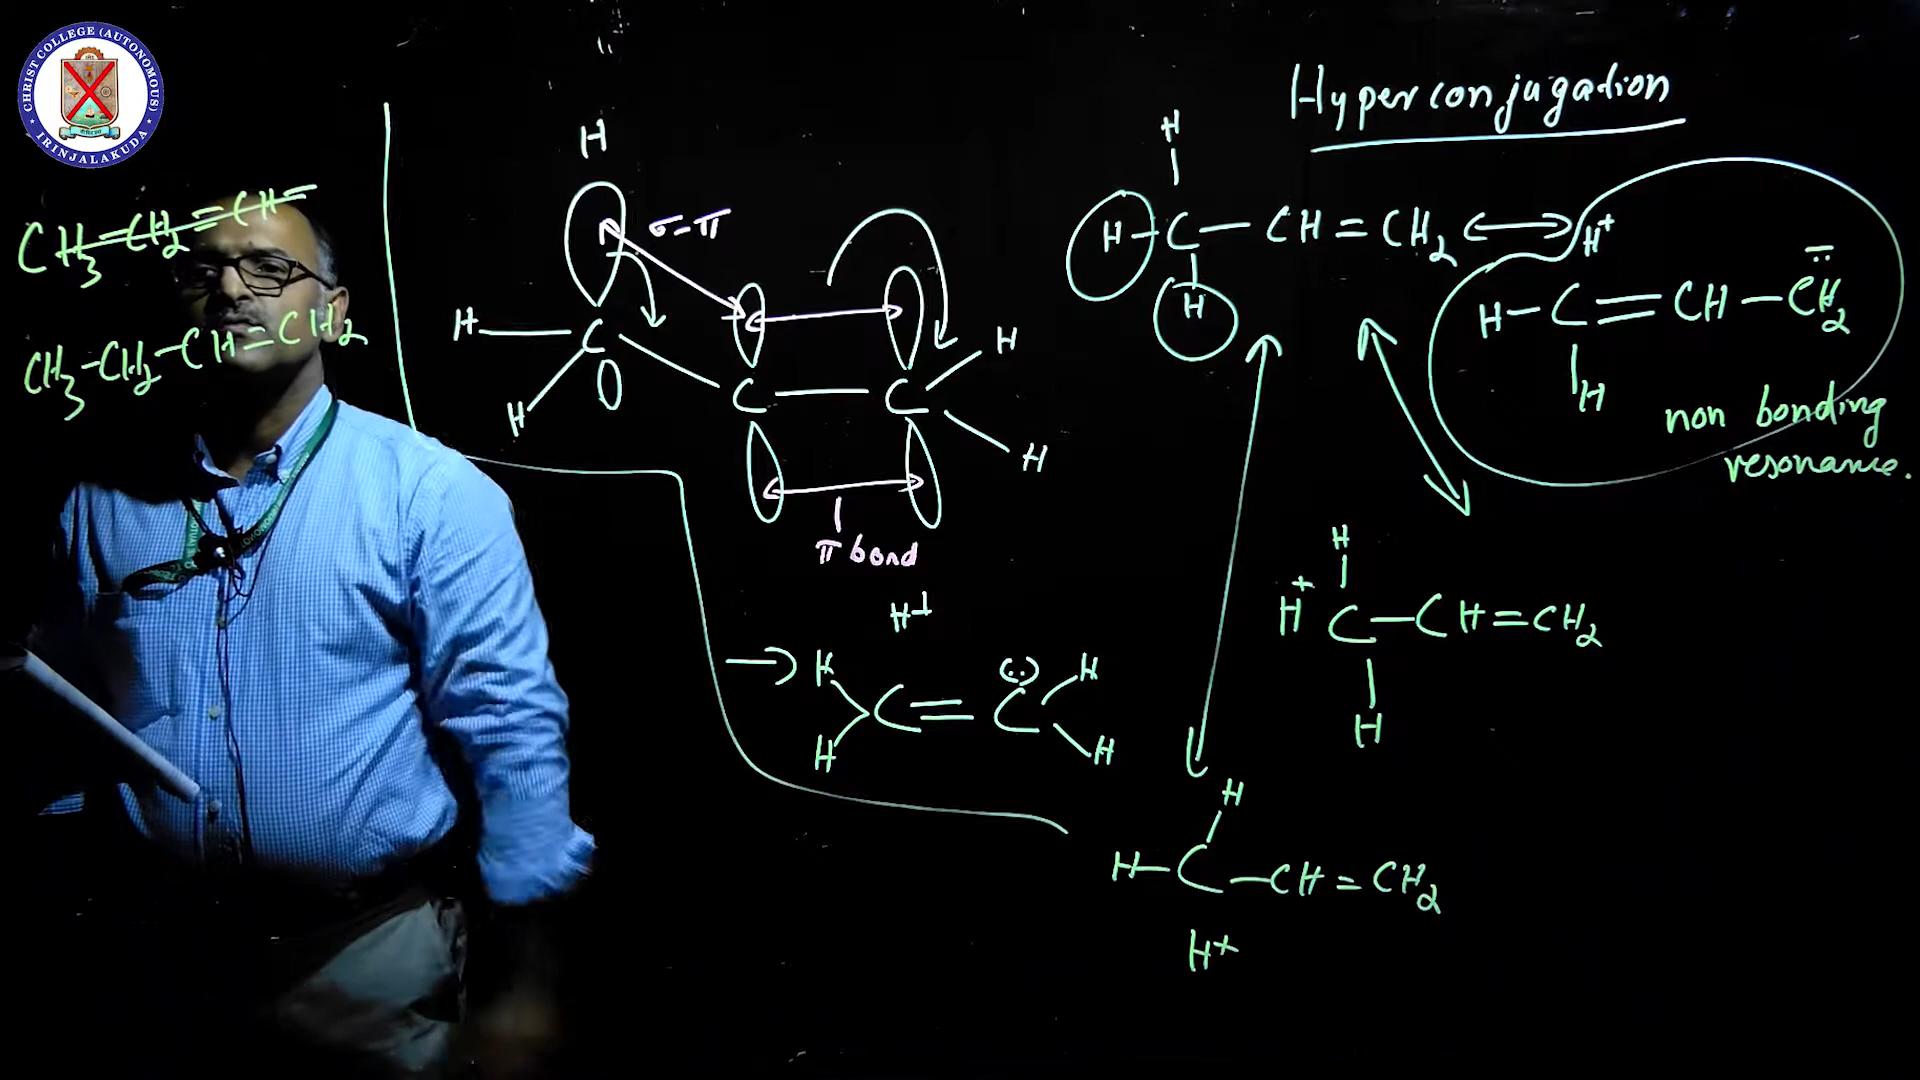 CHRIST COLLEGE (AUTONOMOUS)
IRINJALAKUDA
Hyperconjugation
CH3-CH2=CH=
CH3-CH2-CH=CH2
H
σ-π
H
C
H
C
C
H
H
π bond
H
H-C-CH=CH2
H
H+
H-C=CH-CH2
H
non bonding
resonance.
H
H+ C-CH=CH2
H
H+
H
H
C=C
H
H
H
H-C-CH=CH2
H+